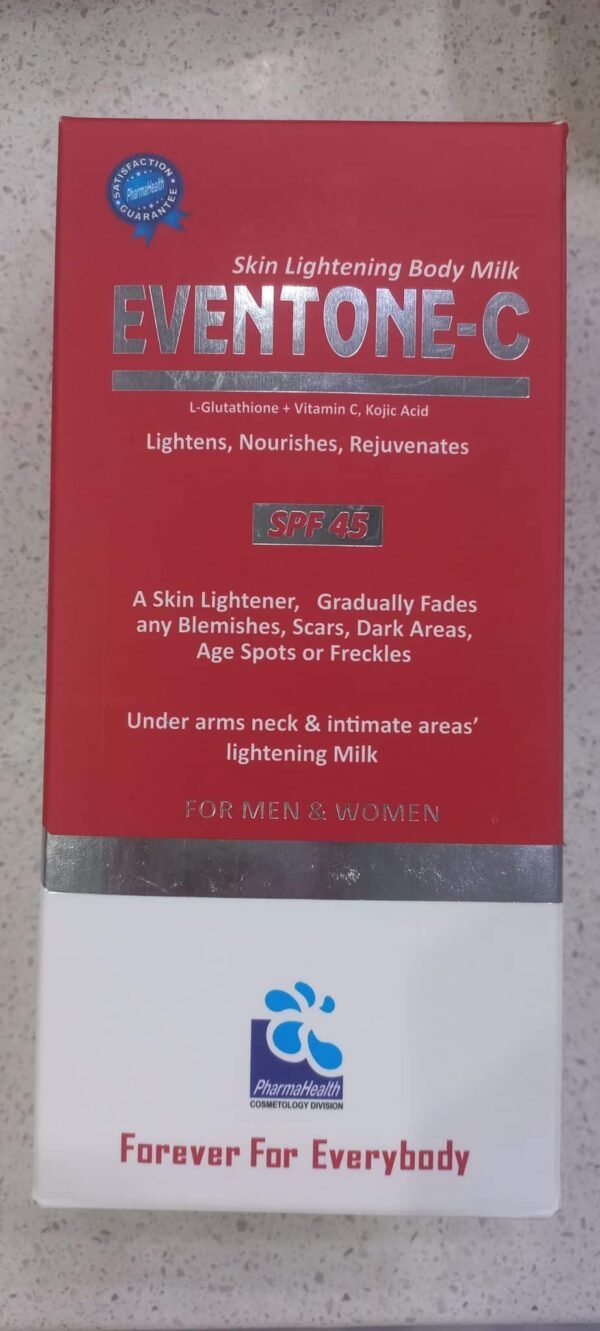 SATISFACTION
PharmaHealth
GUARANTEE
Skin Lightening Body Milk
EVENTONE-C
L-Glutathione + Vitamin C, Kojic Acid
Lightens, Nourishes, Rejuvenates
SPF 45
A Skin Lightener, Gradually Fades
any Blemishes, Scars, Dark Areas,
Age Spots or Freckles
Under arms neck & intimate areas'
lightening Milk
FOR MEN & WOMEN
PharmaHealth
COSMETOLOGY DIVISION
Forever For Everybody